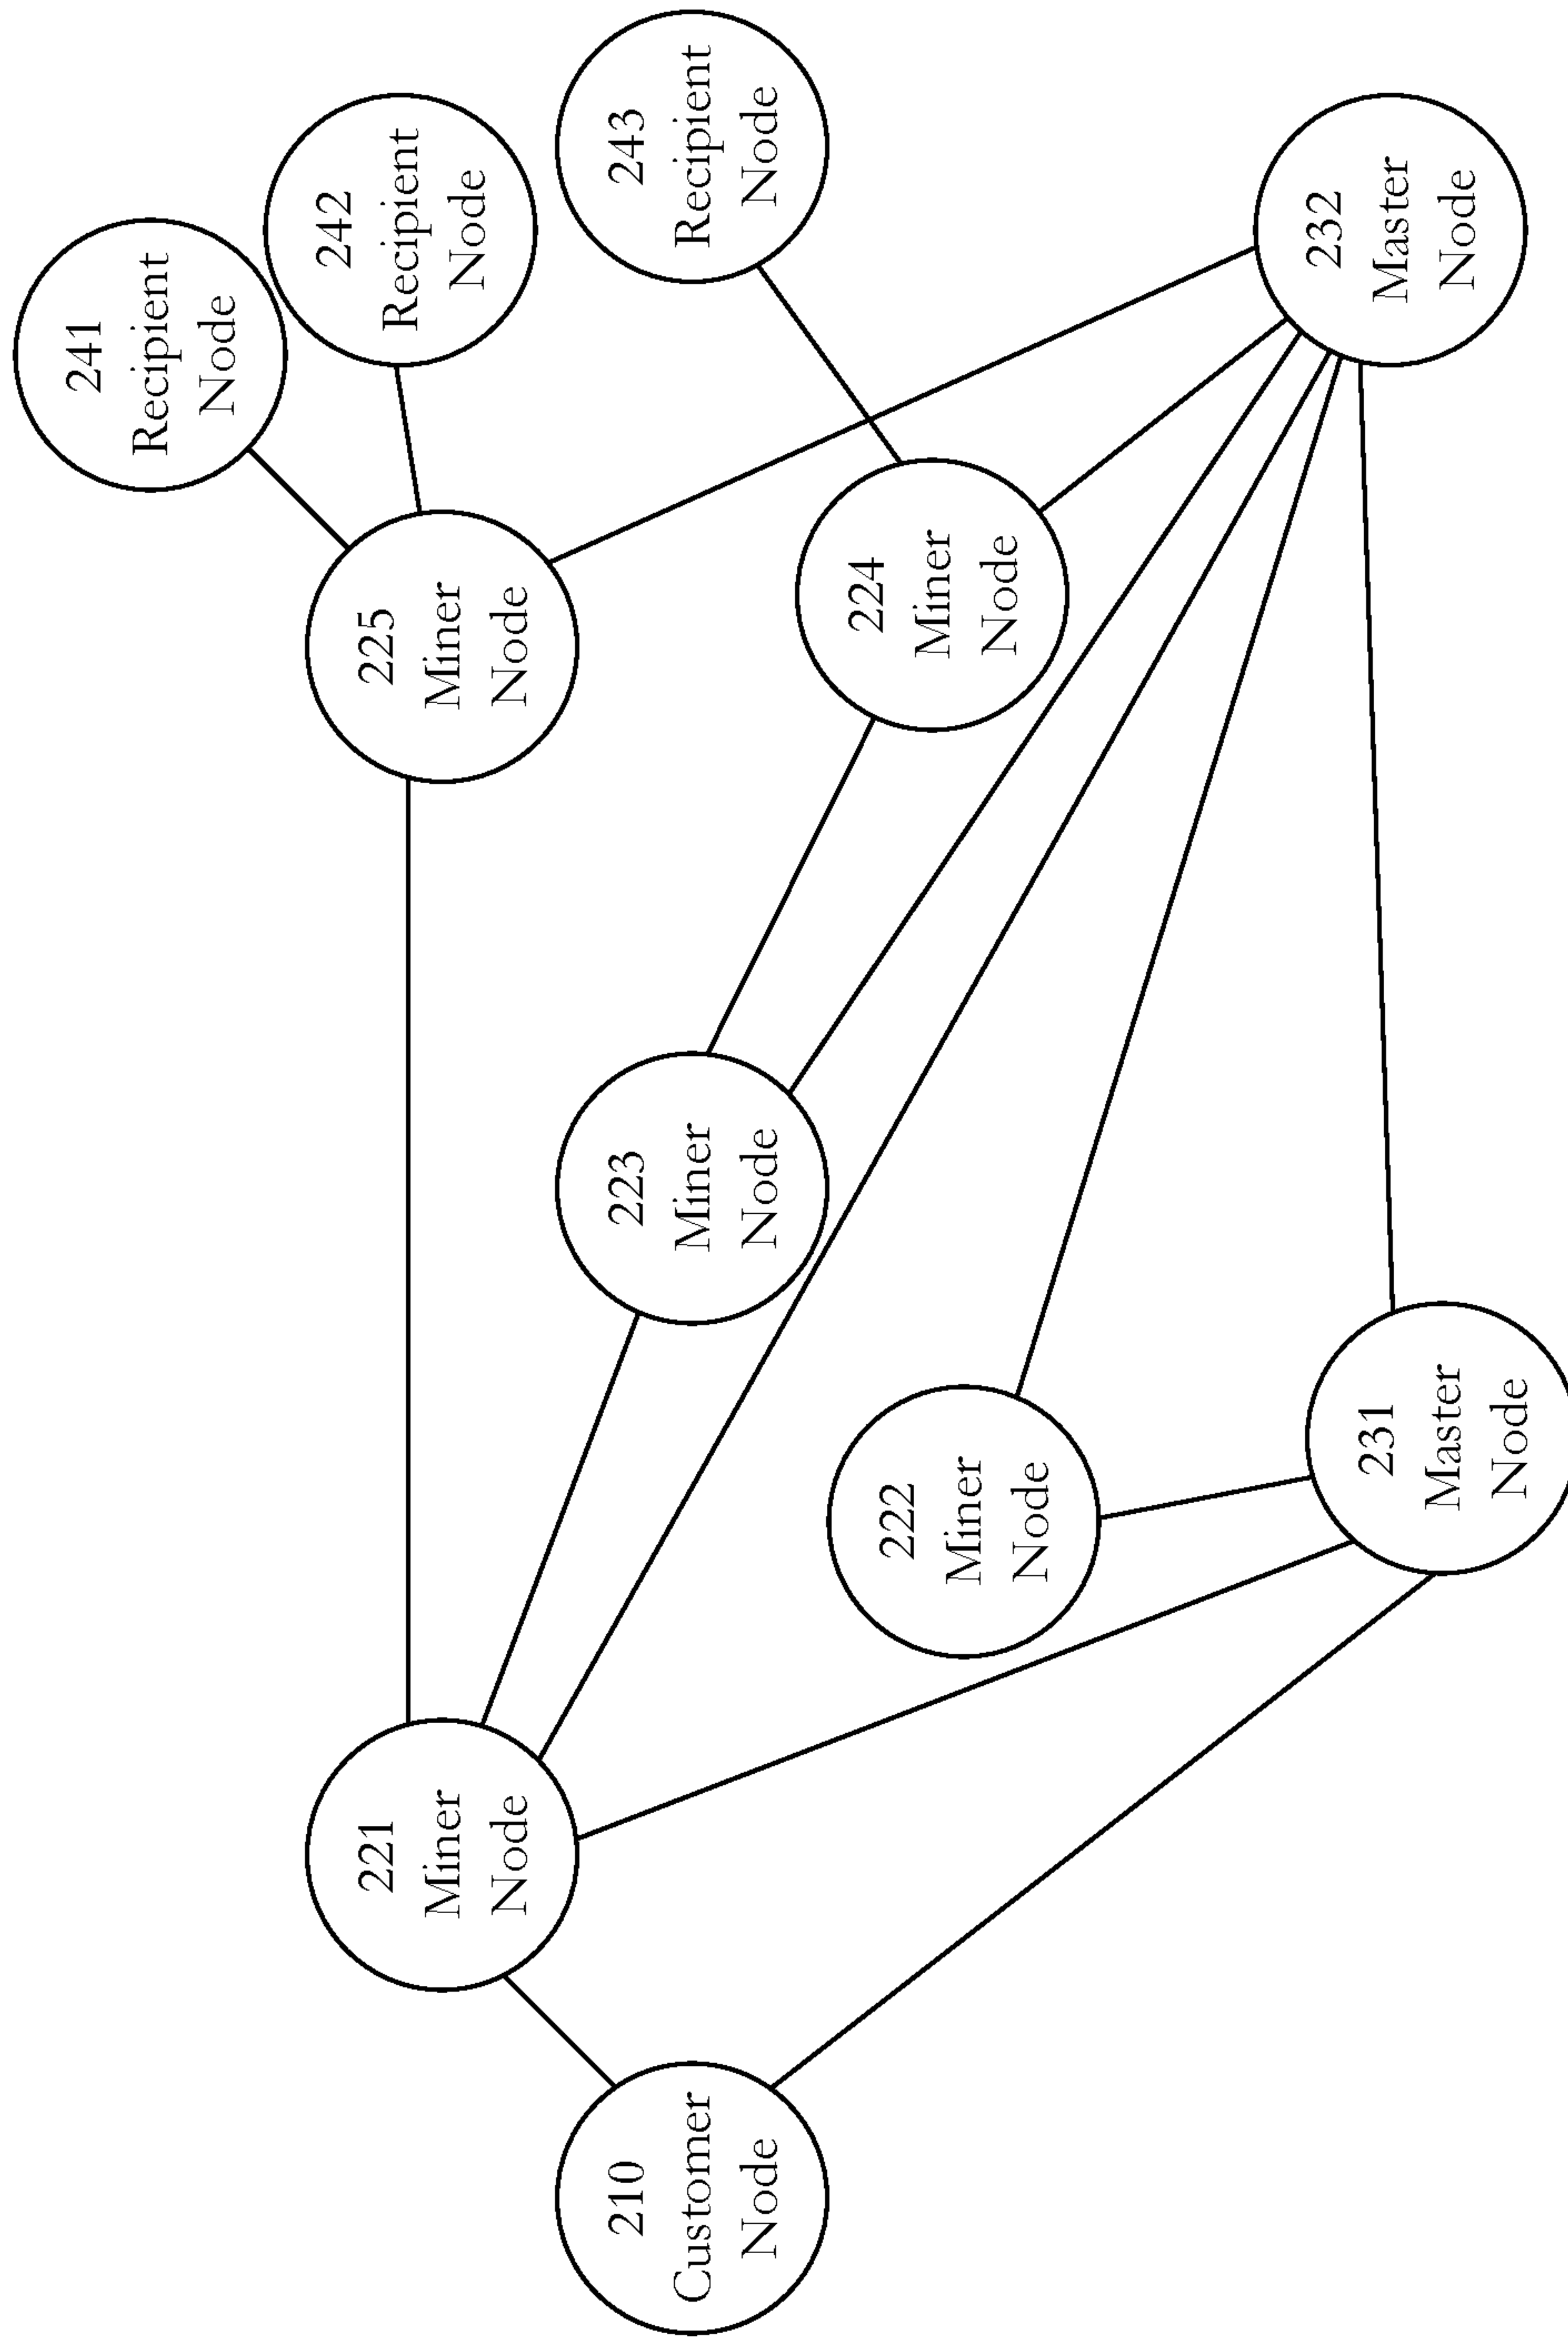 241
Recipient
Node
242
Recipient
Node
243
Recipient
Node
225
Miner
Node
224
Miner
Node
232
Master
Node
223
Miner
Node
222
Miner
Node
231
Master
Node
221
Miner
Node
210
Customer
Node